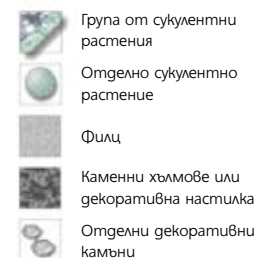 Група от сукулентни
растения
Отделно сукулентно
растение
Филц
Каменни хълмове или
декоративна настилка
Отделни декоративни
камъни